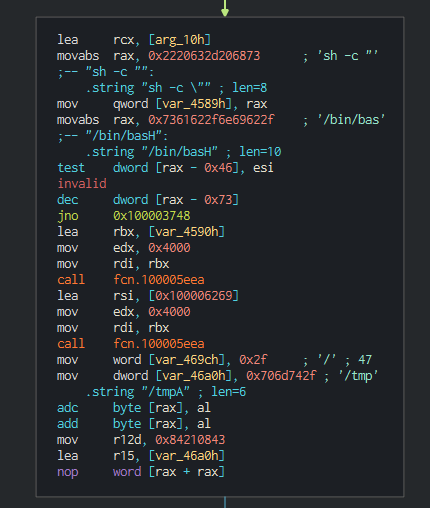 lea rcx, [arg_10h]
movabs rax, 0x2220632d206873 ; 'sh -c "'
;-- "sh -c "":
.string "sh -c \"" ; len=8
mov qword [var_4589h], rax
movabs rax, 0x7361622f6e69622f ; '/bin/bas'
;-- "/bin/basH":
.string "/bin/basH" ; len=10
test dword [rax - 0x46], esi
invalid
dec dword [rax - 0x73]
jno 0x100003748
lea rbx, [var_4590h]
mov edx, 0x4000
mov rdi, rbx
call fcn.100005eea
lea rsi, [0x100006269]
mov edx, 0x4000
mov rdi, rbx
call fcn.100005eea
mov word [var_469ch], 0x2f ; '/' ; 47
mov dword [var_46a0h], 0x706d742f ; '/tmp'
.string "/tmpA" ; len=6
adc byte [rax], al
add byte [rax], al
mov r12d, 0x84210843
lea r15, [var_46a0h]
nop word [rax + rax]